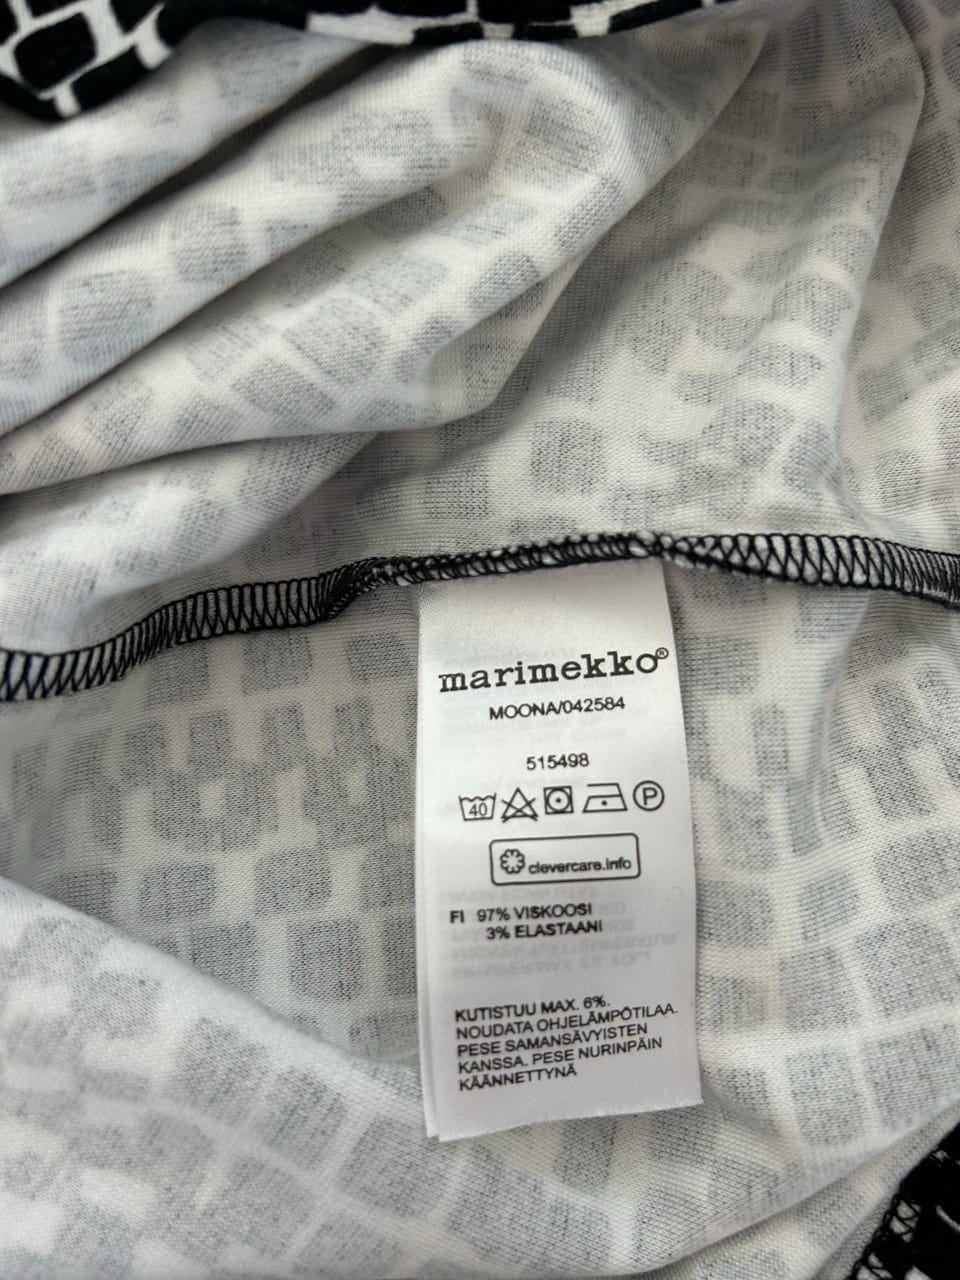 marimekko®
MOONA/042584
515498
40 P
clevercare.info
FI 97% VISKOOSI
3% ELASTAANI
KUTISTUU MAX. 6%.
NOUDATA OHJELÄMPÖTILAA.
PESE SAMANSÄVYISTEN
KANSSA. PESE NURINPÄIN
KÄÄNNETTYNÄ